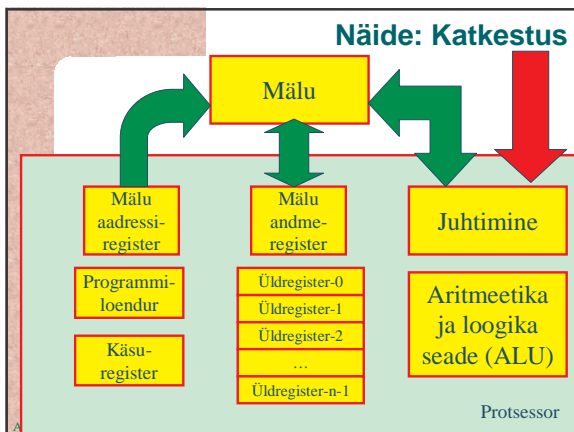 Näide: Katkestus
Mälu
Mälu
aadressi-
register
Mälu
andme-
register
Juhtimine
Programmi-
loendur
Käsu-
register
Üldregister-0
Üldregister-1
Üldregister-2
...
Üldregister-n-1
Aritmeetika
ja loogika
seade (ALU)
Protsessor
A